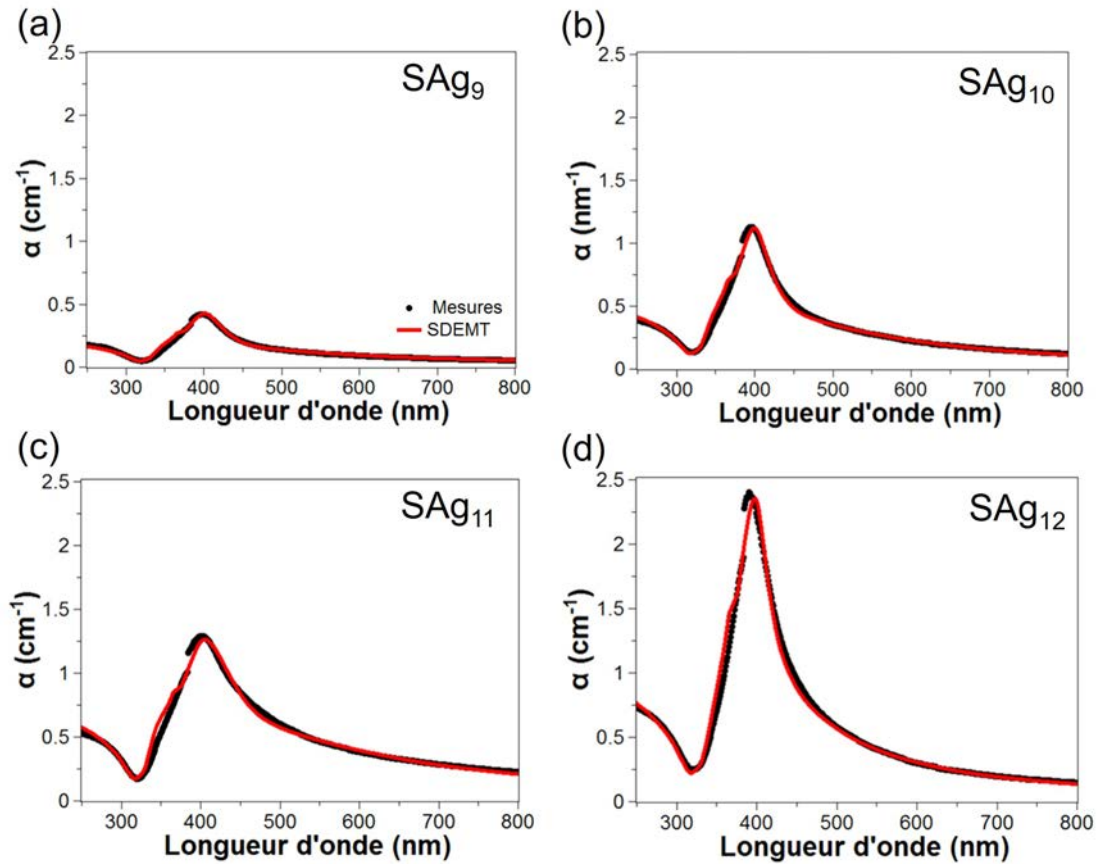 (a)
SAg₉
2.5
2
1.5
1
0.5
0
α (cm⁻¹)
Mesures
SDEMT
300 400 500 600 700 800
Longueur d'onde (nm)
(b)
SAg₁₀
2.5
2
1.5
1
0.5
0
α (nm⁻¹)
300 400 500 600 700 800
Longueur d'onde (nm)
(c)
SAg₁₁
2.5
2
1.5
1
0.5
0
α (cm⁻¹)
300 400 500 600 700 800
Longueur d'onde (nm)
(d)
SAg₁₂
2.5
2
1.5
1
0.5
0
α (cm⁻¹)
300 400 500 600 700 800
Longueur d'onde (nm)